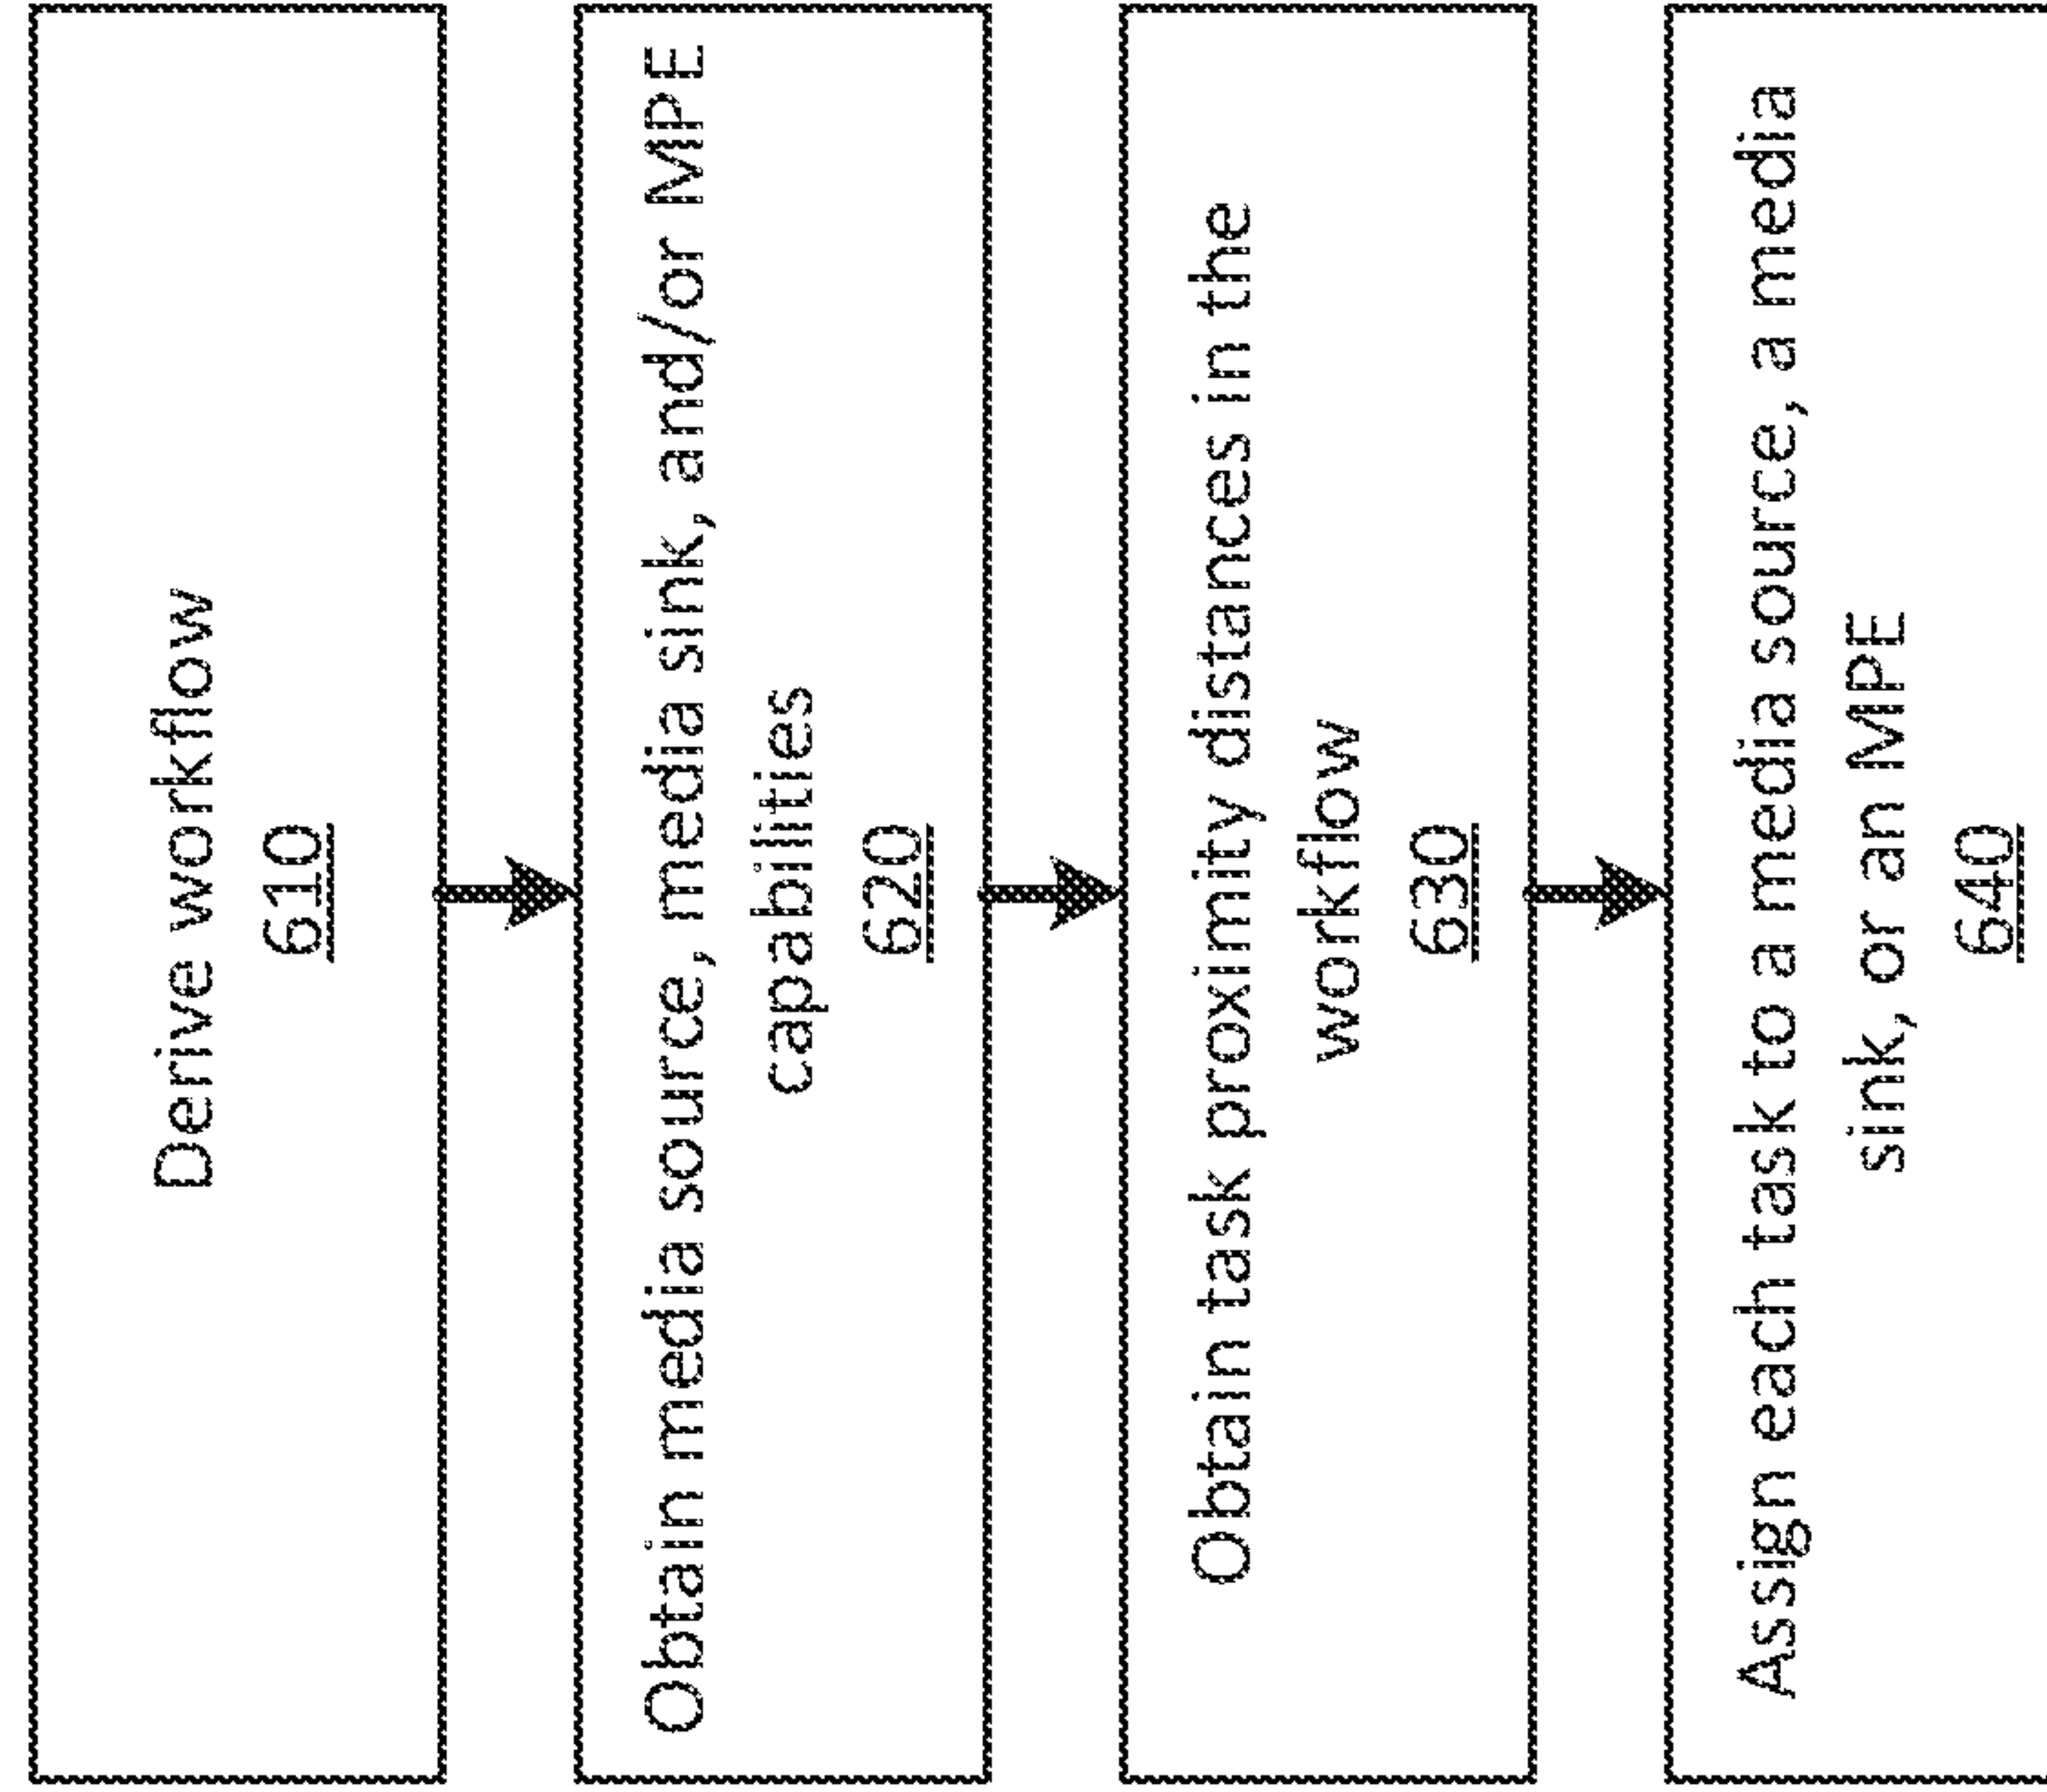 Derive workflow
610
Obtain media source, media sink, and/or MPE
capabilities
620
Obtain task proximity distances in the
workflow
630
Assign each task to a media source, a media
sink, or an MPE
640